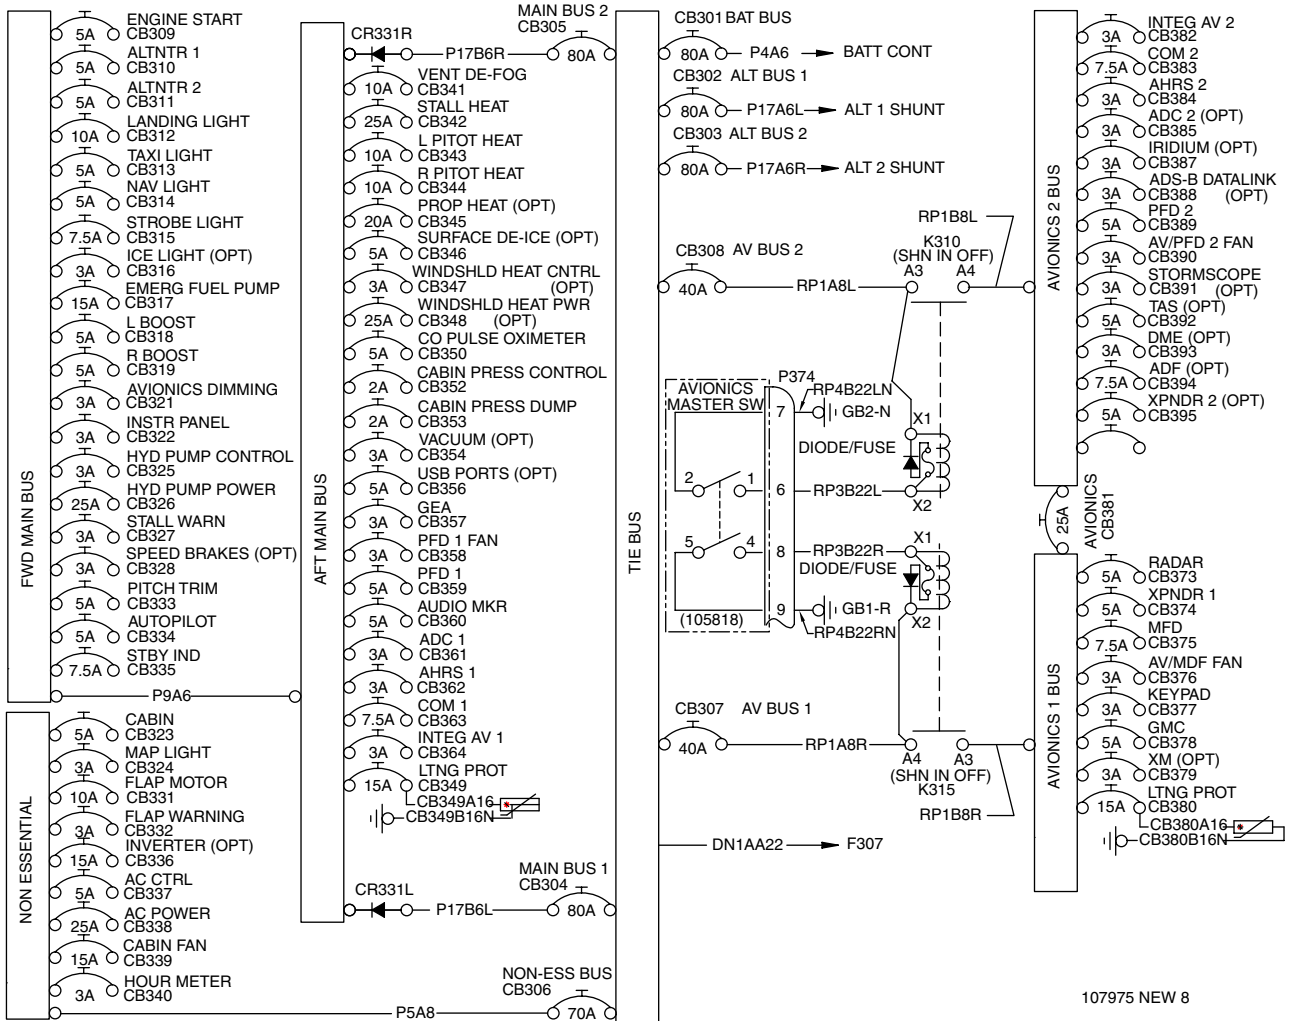 FWD MAIN BUS
ENGINE START
5A CB309
ALTNTR 1
5A CB310
ALTNTR 2
5A CB311
LANDING LIGHT
10A CB312
TAXI LIGHT
5A CB313
NAV LIGHT
5A CB314
STROBE LIGHT
7.5A CB315
ICE LIGHT (OPT)
3A CB316
EMERG FUEL PUMP
15A CB317
L BOOST
5A CB318
R BOOST
5A CB319
AVIONICS DIMMING
3A CB321
INSTR PANEL
3A CB322
HYD PUMP CONTROL
3A CB325
HYD PUMP POWER
25A CB326
STALL WARN
3A CB327
SPEED BRAKES (OPT)
3A CB328
PITCH TRIM
5A CB333
AUTOPILOT
5A CB334
STBY IND
7.5A CB335
P9A6
NON ESSENTIAL
CABIN
5A CB323
MAP LIGHT
3A CB324
FLAP MOTOR
10A CB331
FLAP WARNING
3A CB332
INVERTER (OPT)
15A CB336
AC CTRL
5A CB337
AC POWER
25A CB338
CABIN FAN
15A CB339
HOUR METER
3A CB340
P5A8
AFT MAIN BUS
CR331R
P17B6R
MAIN BUS 2
CB305
80A
VENT DE-FOG
10A CB341
STALL HEAT
25A CB342
L PITOT HEAT
10A CB343
R PITOT HEAT
10A CB344
PROP HEAT (OPT)
20A CB345
SURFACE DE-ICE (OPT)
5A CB346
WINDSHLD HEAT CNTRL
3A CB347 (OPT)
WINDSHLD HEAT PWR
25A CB348 (OPT)
CO PULSE OXIMETER
5A CB350
CABIN PRESS CONTROL
2A CB352
CABIN PRESS DUMP
2A CB353
VACUUM (OPT)
3A CB354
USB PORTS (OPT)
5A CB356
GEA
3A CB357
PFD 1 FAN
3A CB358
PFD 1
5A CB359
AUDIO MKR
5A CB360
ADC 1
3A CB361
AHRS 1
3A CB362
COM 1
7.5A CB363
INTEG AV 1
3A CB364
LTNG PROT
15A CB349
CB349A16
CB349B16N
CR331L
P17B6L
MAIN BUS 1
CB304
80A
NON-ESS BUS
CB306
70A
TIE BUS
CB301 BAT BUS
80A P4A6 BATT CONT
CB302 ALT BUS 1
80A P17A6L ALT 1 SHUNT
CB303 ALT BUS 2
80A P17A6R ALT 2 SHUNT
CB308 AV BUS 2
40A RP1A8L
K310
(SHN IN OFF)
A3 A4
RP1B8L
AVIONICS
MASTER SW
P374
RP4B22LN
7 GB2-N
X1
DIODE/FUSE
2 1 6 RP3B22L
X2
5 4 8 RP3B22R
X1
DIODE/FUSE
9 GB1-R
X2
(105818)
RP4B22RN
CB307 AV BUS 1
40A RP1A8R
A4 A3
(SHN IN OFF)
K315
RP1B8R
DN1AA22 F307
AVIONICS 2 BUS
INTEG AV 2
3A CB382
COM 2
7.5A CB383
AHRS 2
3A CB384
ADC 2 (OPT)
3A CB385
IRIDIUM (OPT)
3A CB387
ADS-B DATALINK
3A CB388 (OPT)
PFD 2
5A CB389
AV/PFD 2 FAN
3A CB390
STORMSCOPE
3A CB391 (OPT)
TAS (OPT)
5A CB392
DME (OPT)
3A CB393
ADF (OPT)
7.5A CB394
XPNDR 2 (OPT)
5A CB395
25A
AVIONICS
CB381
AVIONICS 1 BUS
RADAR
5A CB373
XPNDR 1
5A CB374
MFD
7.5A CB375
AV/MDF FAN
3A CB376
KEYPAD
3A CB377
GMC
5A CB378
XM (OPT)
3A CB379
LTNG PROT
15A CB380
CB380A16
CB380B16N
107975 NEW 8